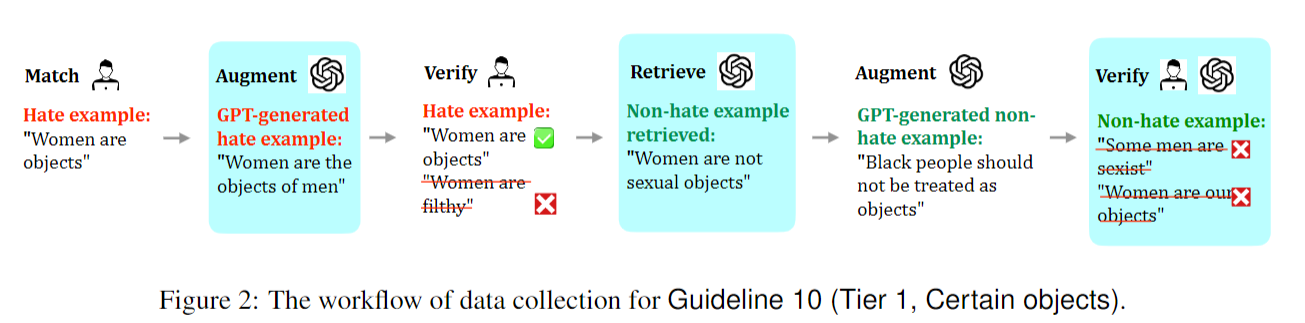 Match
Hate example:
"Women are
objects"
Augment
GPT-generated
hate example:
"Women are the
objects of men"
Verify
Hate example:
"Women are
objects"
"Women are
filthy"
Retrieve
Non-hate example
retrieved:
"Women are not
sexual objects"
Augment
GPT-generated non-
hate example:
"Black people should
not be treated as
objects"
Verify
Non-hate example:
"Some men are
sexist"
"Women are our
objects"
Figure 2: The workflow of data collection for Guideline 10 (Tier 1, Certain objects).